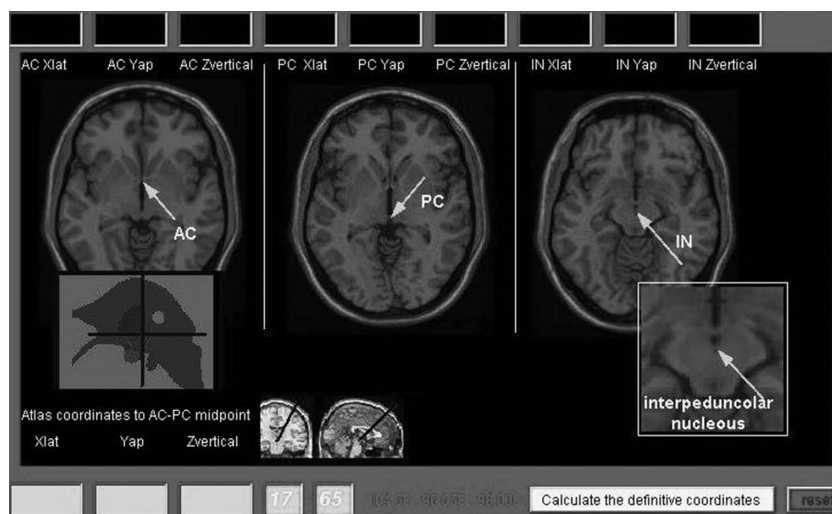 AC Xlat AC Yap AC Zvertical PC Xlat PC Yap PC Zvertical IN Xlat IN Yap IN Zvertical
AC
PC
IN
interpeduncolar
nucleous
Atlas coordinates to AC-PC midpoint
Xlat Yap Zvertical
17 65 Calculate the definitive coordinates rese